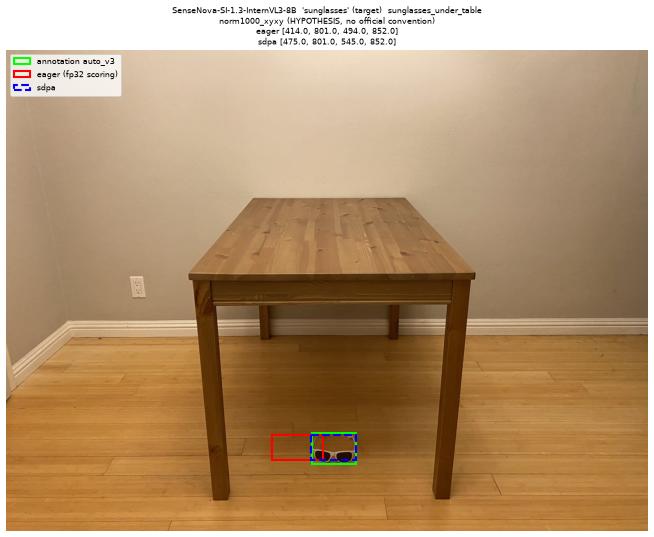 SenseNova-SI-1.3-InternVL3-8B 'sunglasses' (target) sunglasses_under_table
norm1000_xyxy (HYPOTHESIS, no official convention)
eager [414.0, 801.0, 494.0, 852.0]
sdpa [475.0, 801.0, 545.0, 852.0]
annotation auto_v3
eager (fp32 scoring)
sdpa